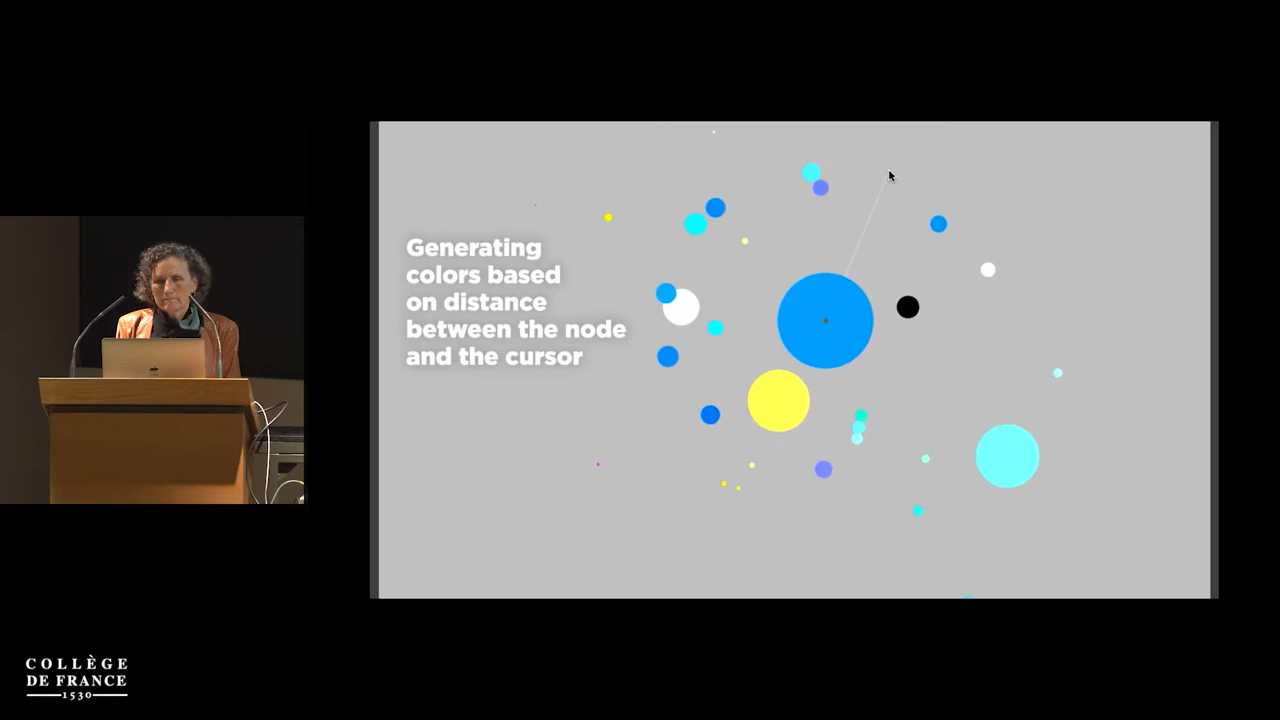 Generating
colors based
on distance
between the node
and the cursor
COLLÈGE
DE FRANCE
1530